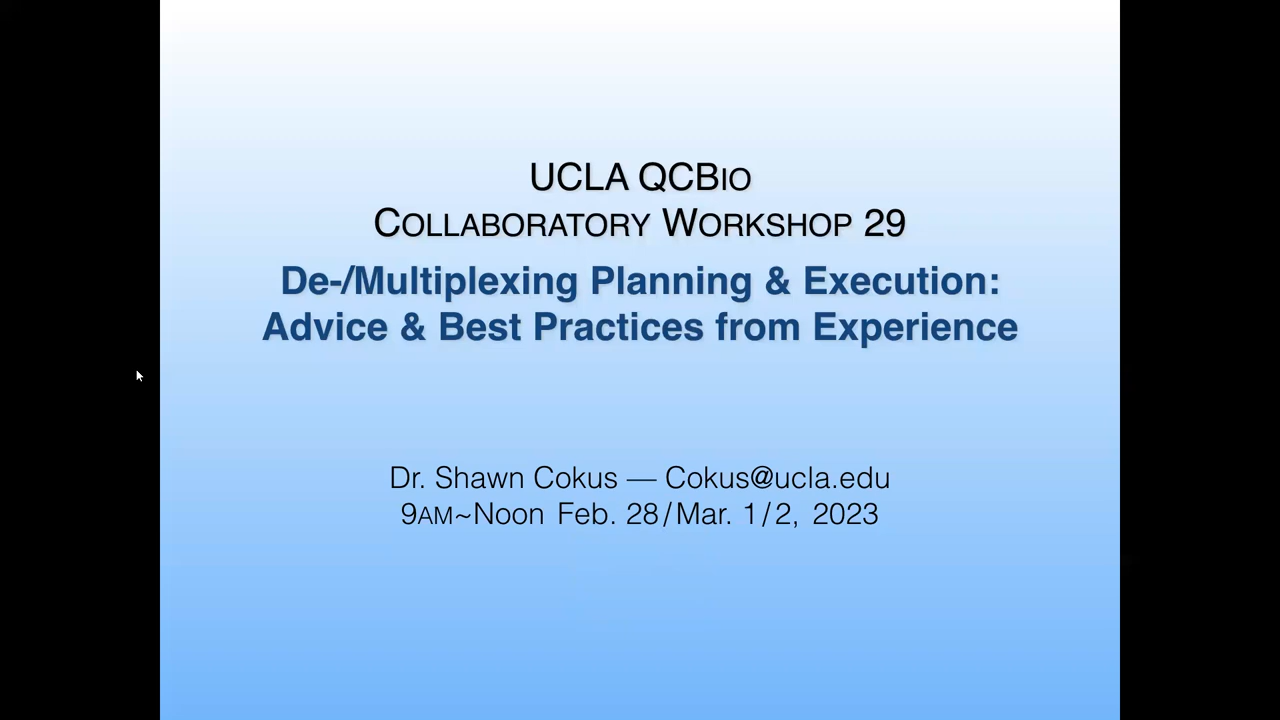 UCLA QCBIO
COLLABORATORY WORKSHOP 29
De-/Multiplexing Planning & Execution:
Advice & Best Practices from Experience
Dr. Shawn Cokus — Cokus@ucla.edu
9AM~Noon Feb. 28/Mar. 1/2, 2023